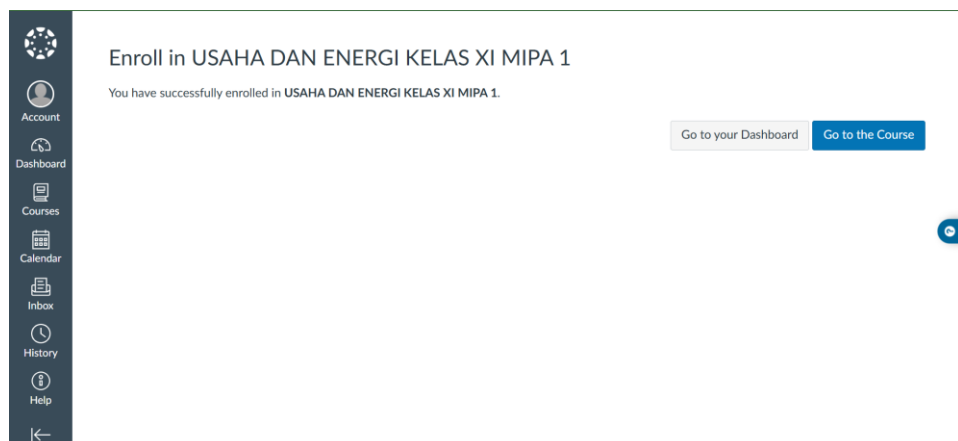 Enroll in USAHA DAN ENERGI KELAS XI MIPA 1
You have successfully enrolled in USAHA DAN ENERGI KELAS XI MIPA 1.
Go to your Dashboard
Go to the Course
Account
Dashboard
Courses
Calendar
Inbox
History
Help